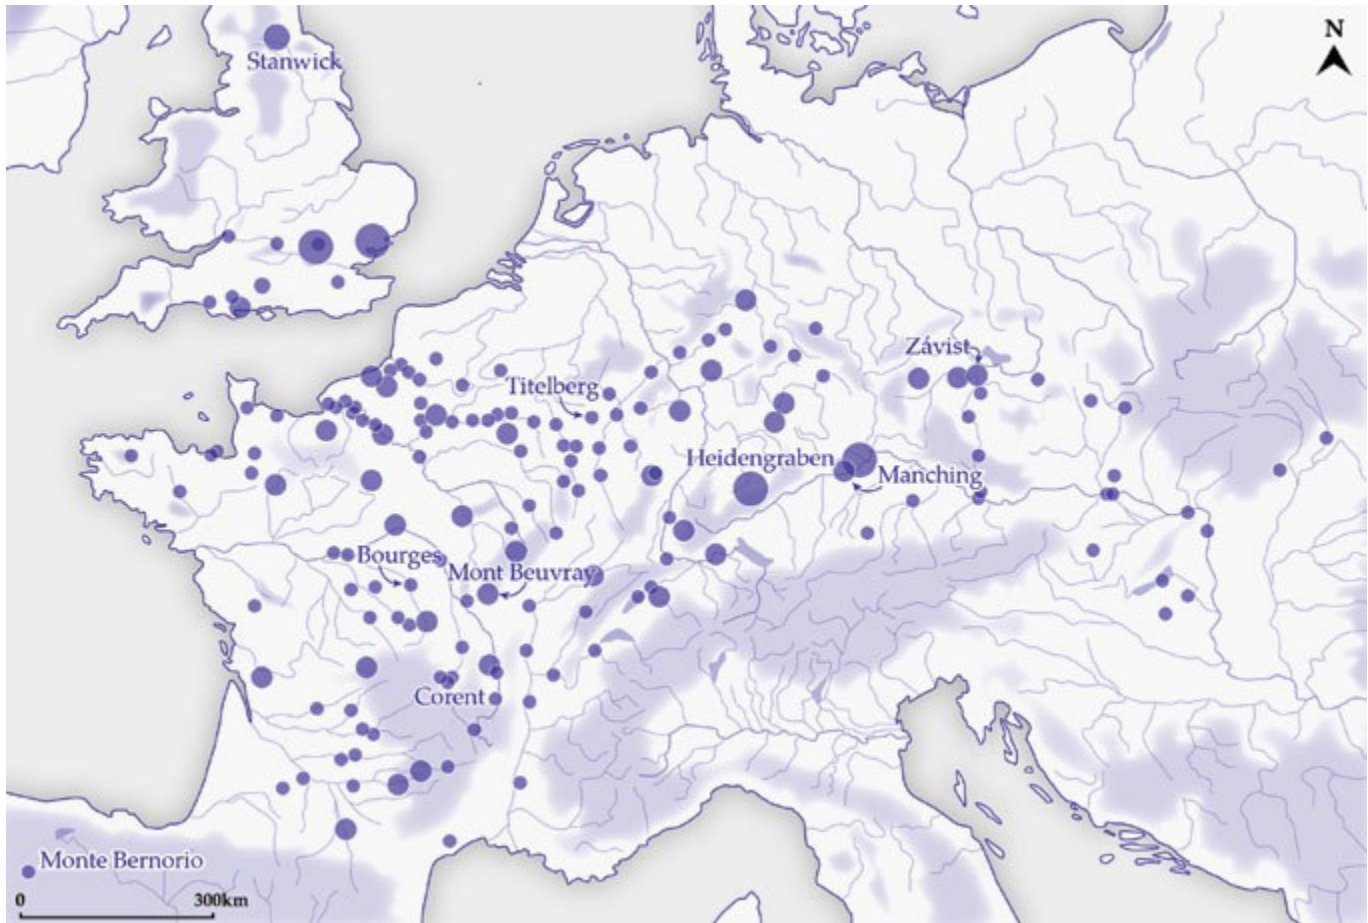 N
Stanwick
Závist
Titelberg
Heidengraben
Manching
Bourges
Mont Beuvray
Corent
Monte Bernorio
0 300km